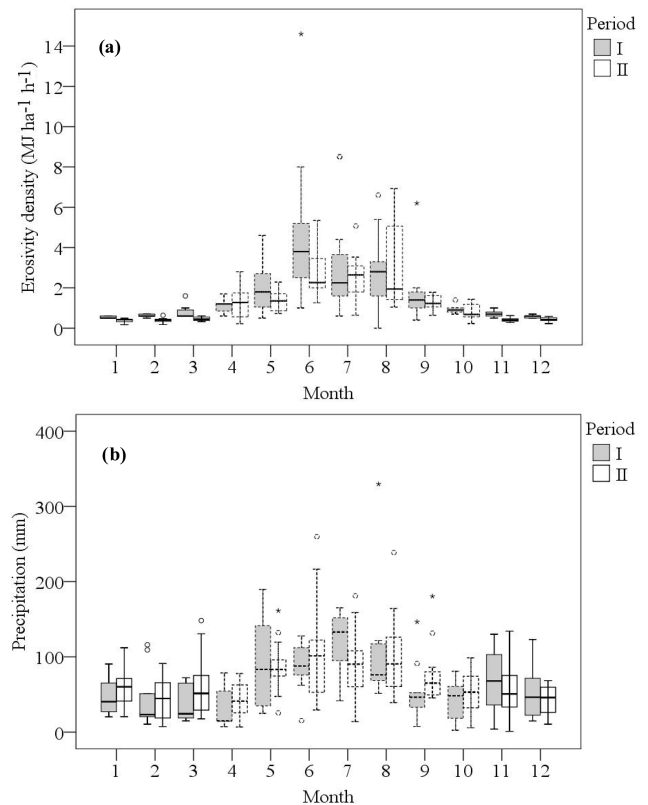 Period
I
II
(a)
Erosivity density (MJ ha⁻¹ h⁻¹)
14
12
10
8
6
4
2
0
1 2 3 4 5 6 7 8 9 10 11 12
Month
Period
I
II
(b)
Precipitation (mm)
400
300
200
100
0
1 2 3 4 5 6 7 8 9 10 11 12
Month